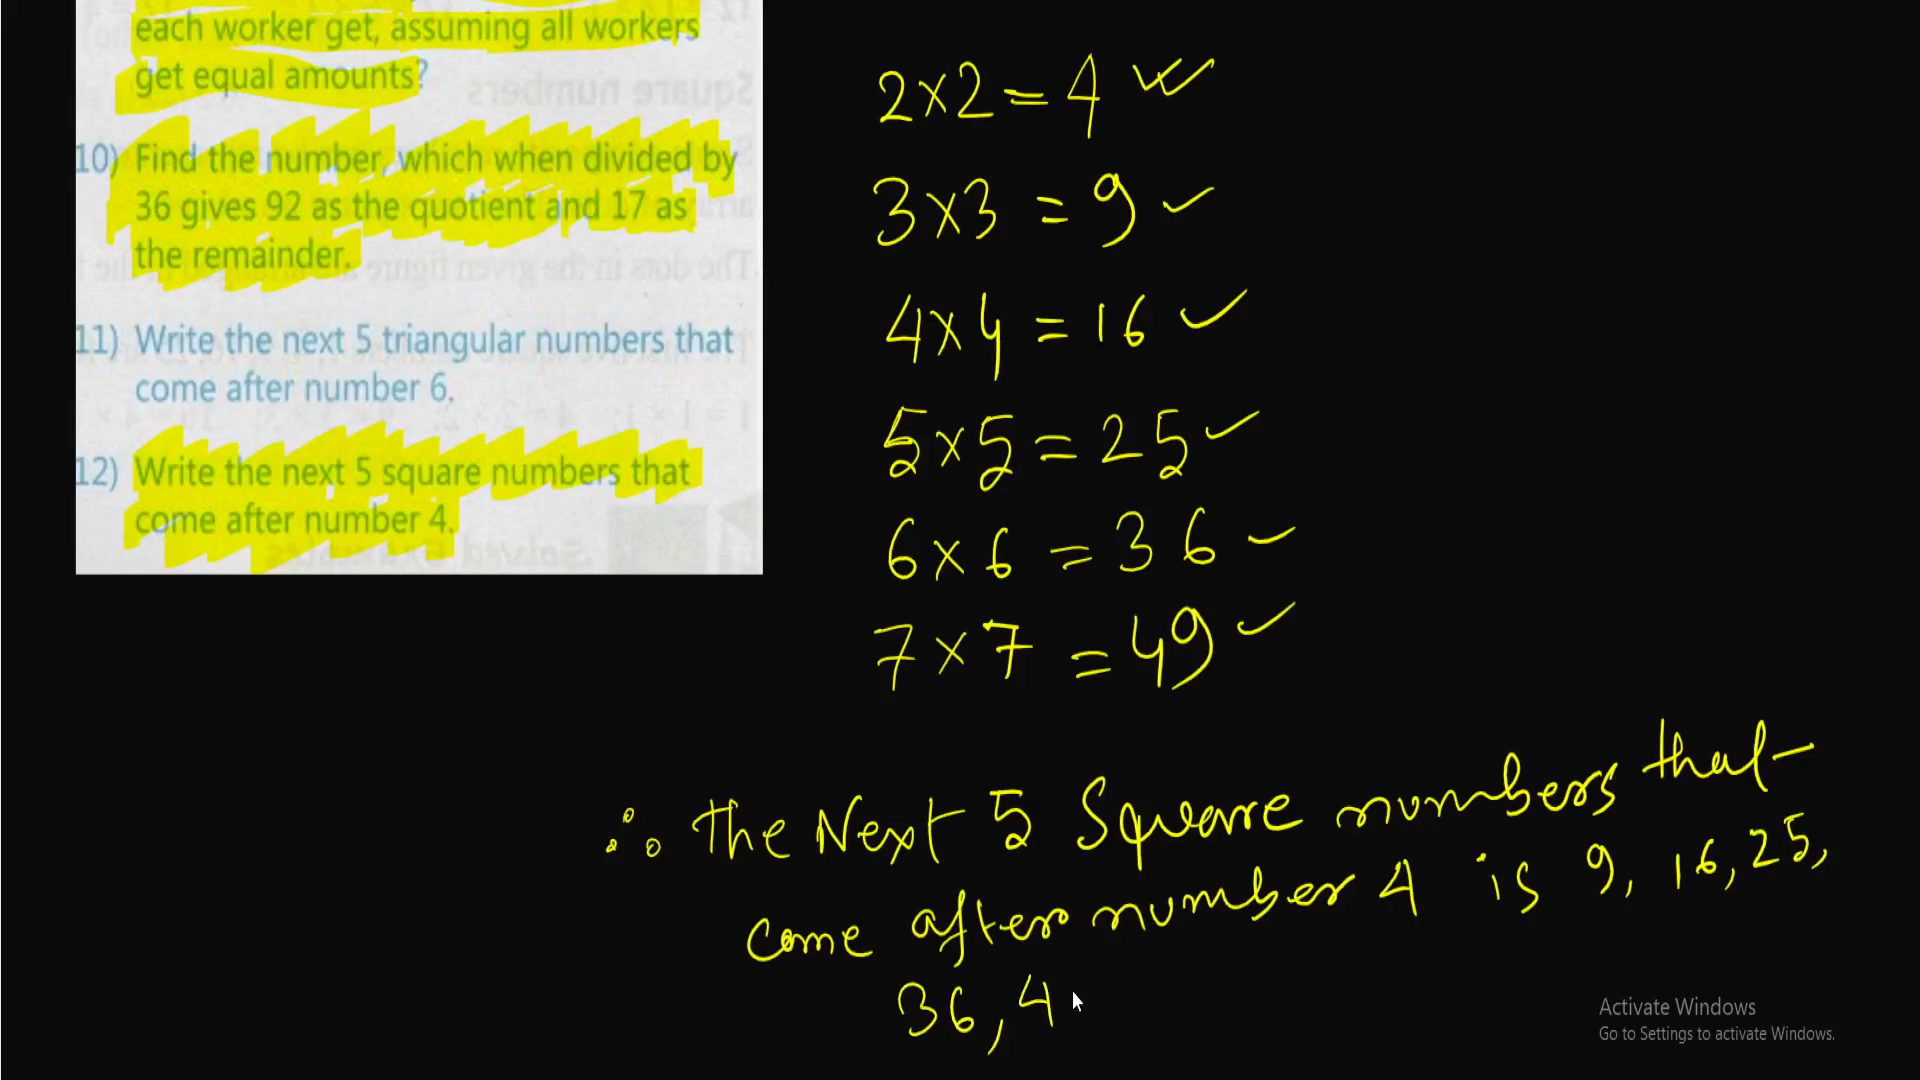 each worker get, assuming all workers
get equal amounts?
10) Find the number, which when divided by
36 gives 92 as the quotient and 17 as
the remainder.
11) Write the next 5 triangular numbers that
come after number 6.
12) Write the next 5 square numbers that
come after number 4.
2×2=4
3×3=9
4×4=16
5×5=25
6×6=36
7×7=49
∴ The Next 5 Square numbers that
come after number 4 is 9, 16, 25,
36, 4
Activate Windows
Go to Settings to activate Windows.